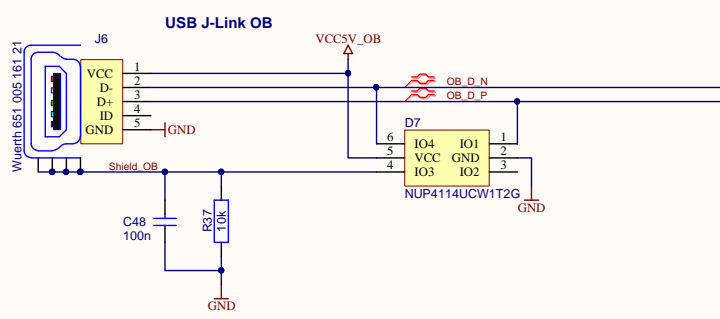 USB J-Link OB
J6
VCC5V_OB
Wuerth 651 005 161 21
VCC 1
D- 2
D+ 3
ID 4
GND 5
GND
OB_D_N
OB_D_P
D7
6 IO4 IO1 1
5 VCC GND 2
4 IO3 IO2 3
NUP4114UCW1T2G
GND
Shield_OB
C48
100n
R37
10k
GND